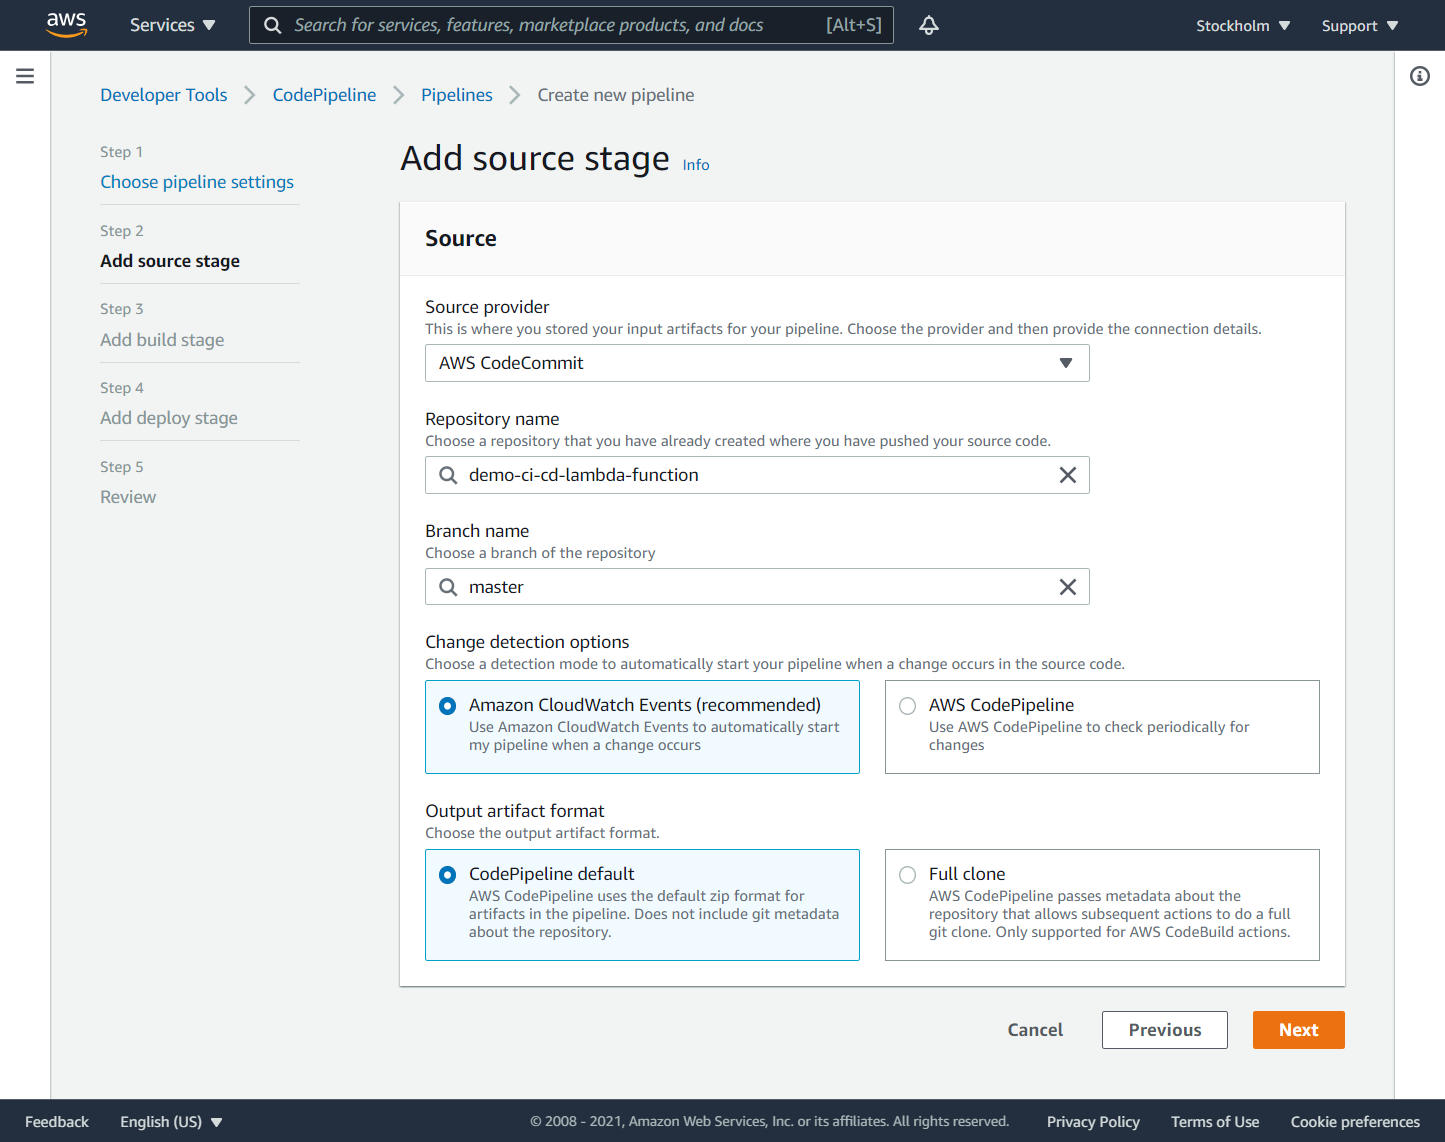 aws
Services
Search for services, features, marketplace products, and docs [Alt+S]
Stockholm
Support
Developer Tools
CodePipeline
Pipelines
Create new pipeline
Step 1
Choose pipeline settings
Step 2
Add source stage
Step 3
Add build stage
Step 4
Add deploy stage
Step 5
Review
Add source stage Info
Source
Source provider
This is where you stored your input artifacts for your pipeline. Choose the provider and then provide the connection details.
AWS CodeCommit
Repository name
Choose a repository that you have already created where you have pushed your source code.
demo-ci-cd-lambda-function
Branch name
Choose a branch of the repository
master
Change detection options
Choose a detection mode to automatically start your pipeline when a change occurs in the source code.
Amazon CloudWatch Events (recommended)
Use Amazon CloudWatch Events to automatically start
my pipeline when a change occurs
AWS CodePipeline
Use AWS CodePipeline to check periodically for
changes
Output artifact format
Choose the output artifact format.
CodePipeline default
AWS CodePipeline uses the default zip format for
artifacts in the pipeline. Does not include git metadata
about the repository.
Full clone
AWS CodePipeline passes metadata about the
repository that allows subsequent actions to do a full
git clone. Only supported for AWS CodeBuild actions.
Cancel
Previous
Next
Feedback
English (US)
© 2008 - 2021, Amazon Web Services, Inc. or its affiliates. All rights reserved.
Privacy Policy
Terms of Use
Cookie preferences